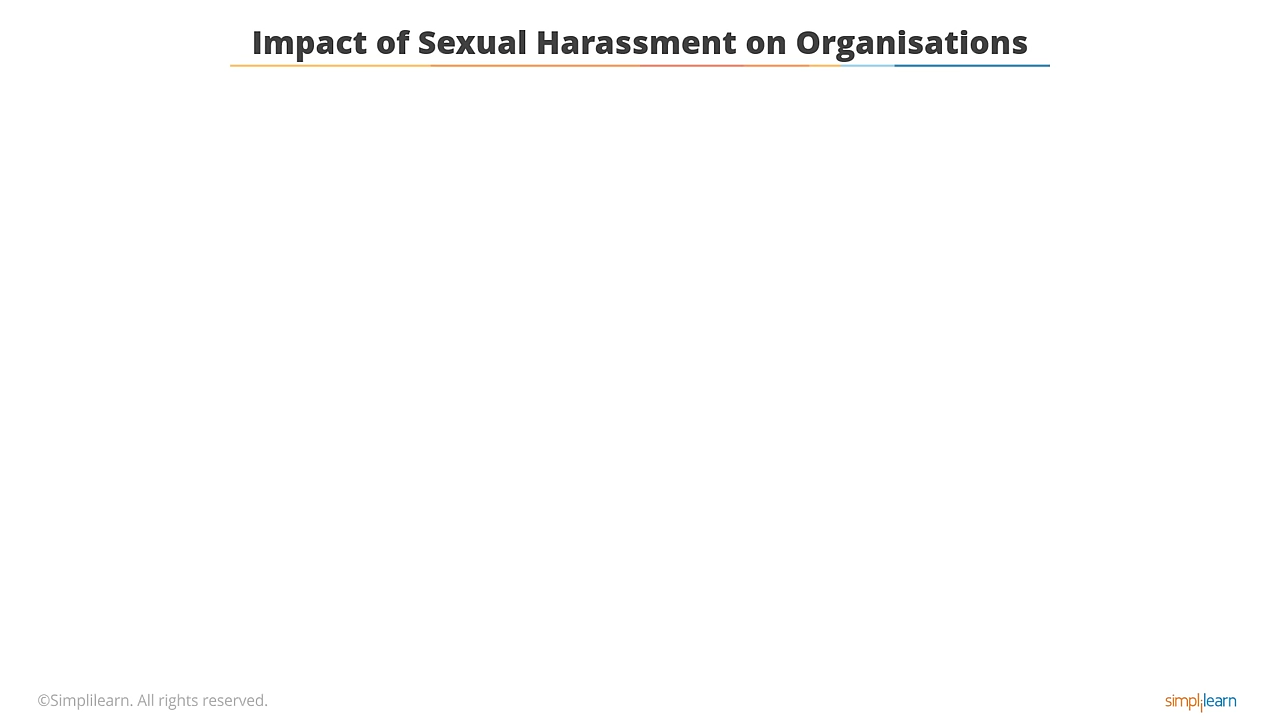 Impact of Sexual Harassment on Organisations
©Simplilearn. All rights reserved.
simplilearn